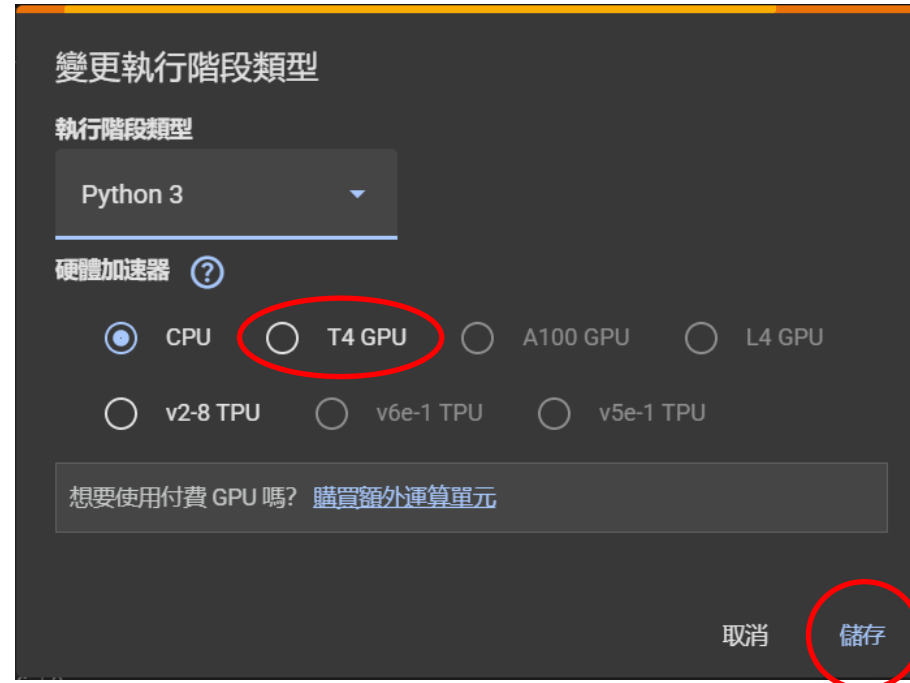 變更執行階段類型
執行階段類型
Python 3
硬體加速器 ?
CPU T4 GPU A100 GPU L4 GPU
v2-8 TPU v6e-1 TPU v5e-1 TPU
想要使用付費 GPU 嗎? 購買額外運算單元
取消 儲存